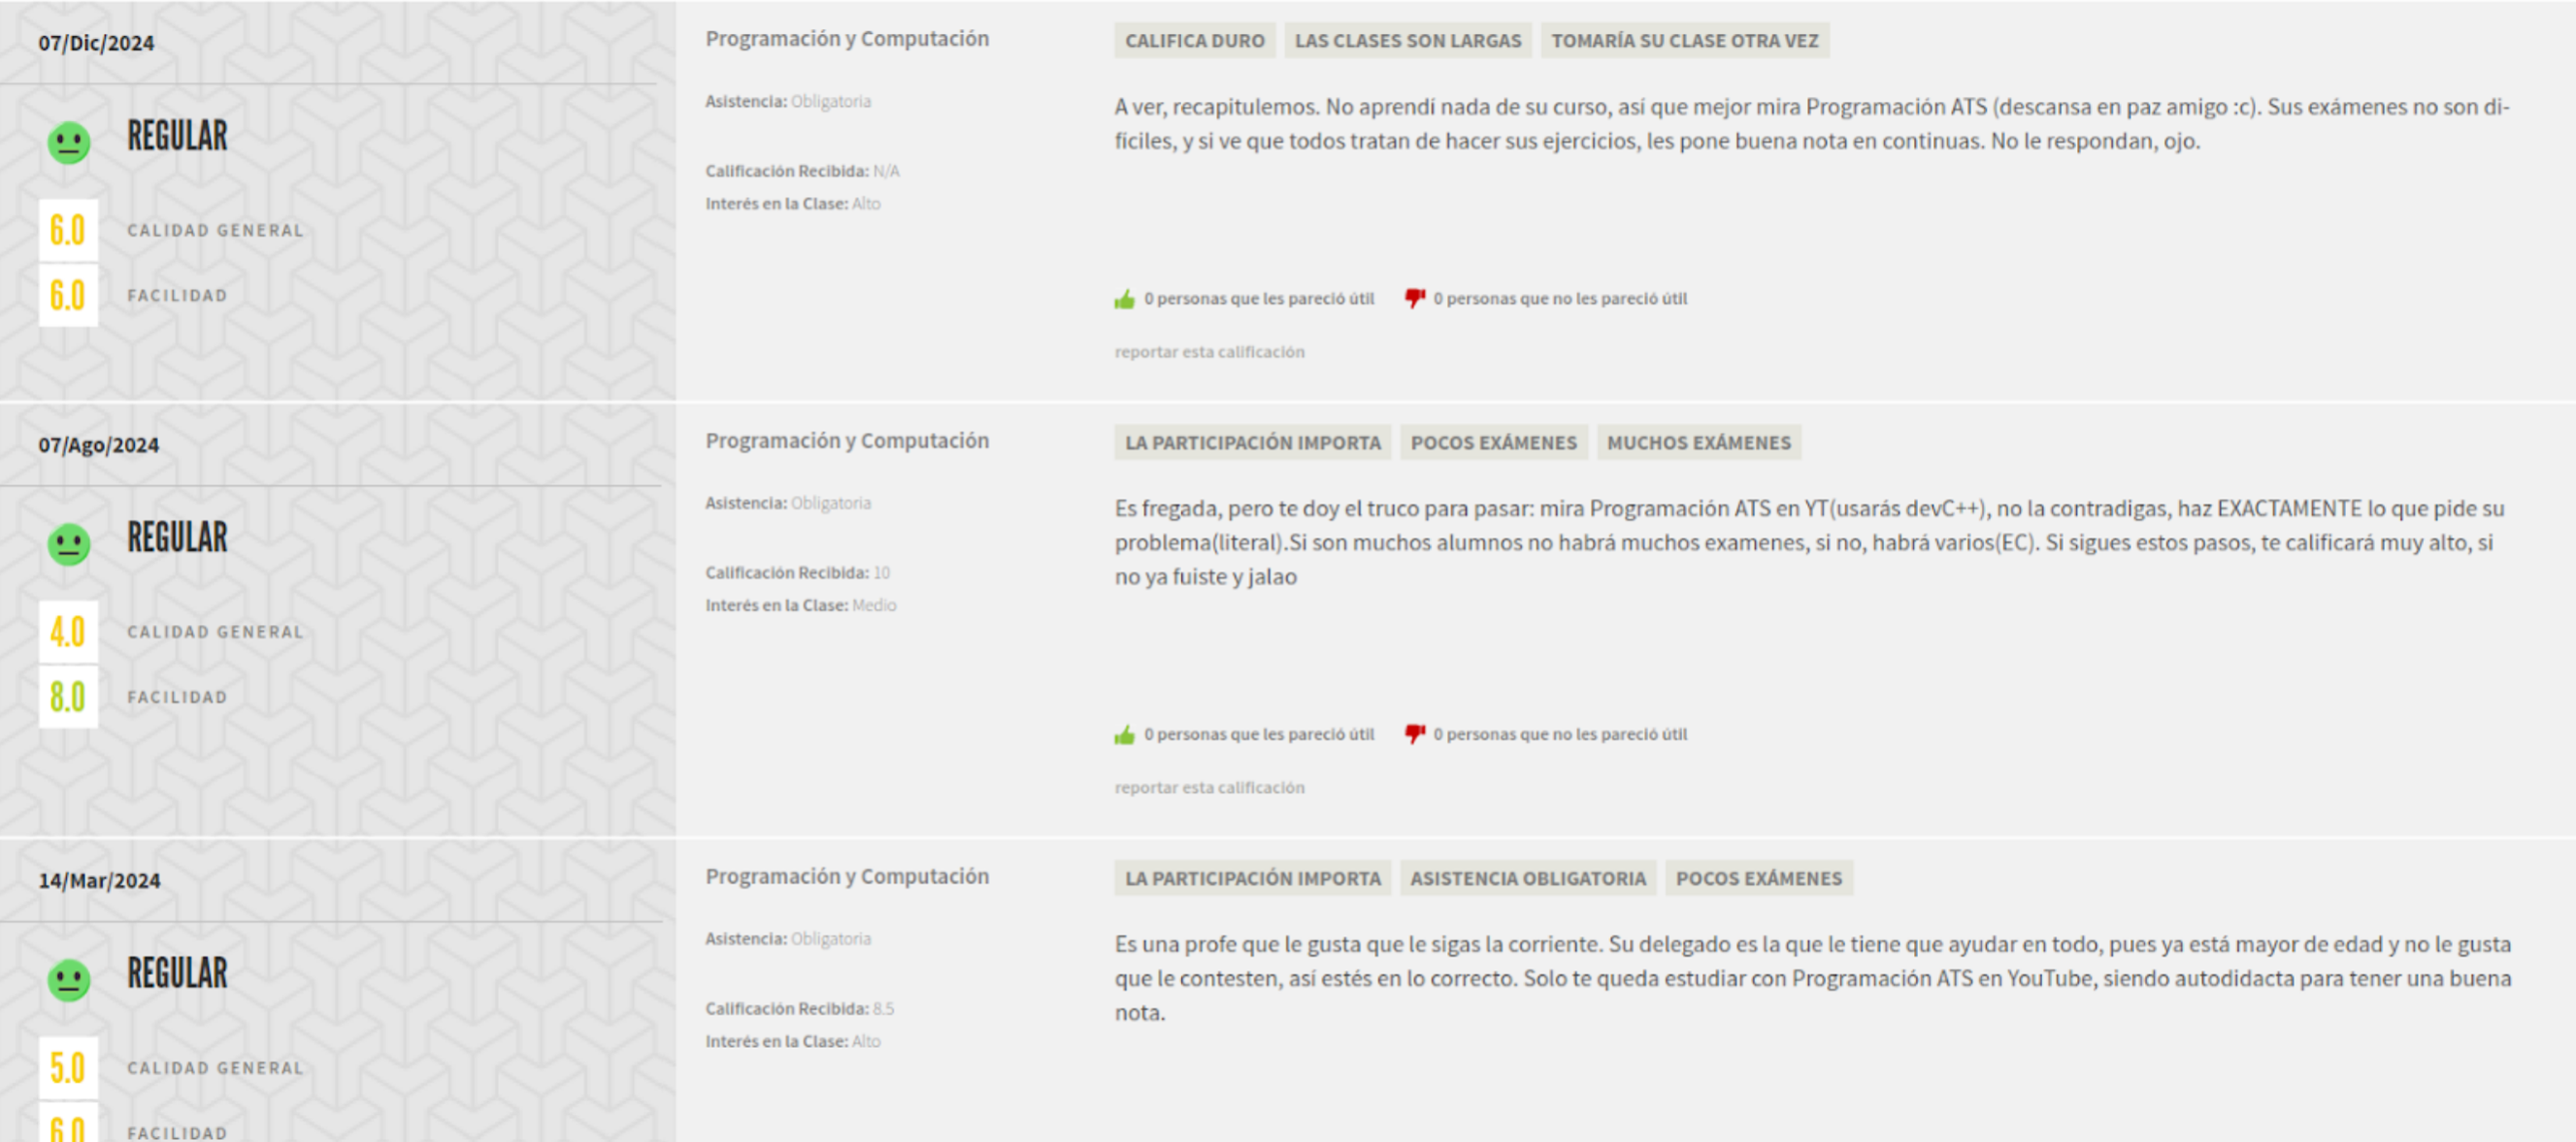 07/Dic/2024
REGULAR
6.0 CALIDAD GENERAL
6.0 FACILIDAD
Programación y Computación
Asistencia: Obligatoria
Calificación Recibida: N/A
Interés en la Clase: Alto
CALIFICA DURO LAS CLASES SON LARGAS TOMARÍA SU CLASE OTRA VEZ
A ver, recapitulemos. No aprendí nada de su curso, así que mejor mira Programación ATS (descansa en paz amigo :c). Sus exámenes no son di-
fíciles, y si ve que todos tratan de hacer sus ejercicios, les pone buena nota en continuas. No le respondan, ojo.
0 personas que les pareció útil 0 personas que no les pareció útil
reportar esta calificación
07/Ago/2024
REGULAR
4.0 CALIDAD GENERAL
8.0 FACILIDAD
Programación y Computación
Asistencia: Obligatoria
Calificación Recibida: 10
Interés en la Clase: Medio
LA PARTICIPACIÓN IMPORTA POCOS EXÁMENES MUCHOS EXÁMENES
Es fregada, pero te doy el truco para pasar: mira Programación ATS en YT(usarás devC++), no la contradigas, haz EXACTAMENTE lo que pide su
problema(literal).Si son muchos alumnos no habrá muchos examenes, si no, habrá varios(EC). Si sigues estos pasos, te calificará muy alto, si
no ya fuiste y jalao
0 personas que les pareció útil 0 personas que no les pareció útil
reportar esta calificación
14/Mar/2024
REGULAR
5.0 CALIDAD GENERAL
6.0 FACILIDAD
Programación y Computación
Asistencia: Obligatoria
Calificación Recibida: 8.5
Interés en la Clase: Alto
LA PARTICIPACIÓN IMPORTA ASISTENCIA OBLIGATORIA POCOS EXÁMENES
Es una profe que le gusta que le sigas la corriente. Su delegado es la que le tiene que ayudar en todo, pues ya está mayor de edad y no le gusta
que le contesten, así estés en lo correcto. Solo te queda estudiar con Programación ATS en YouTube, siendo autodidacta para tener una buena
nota.